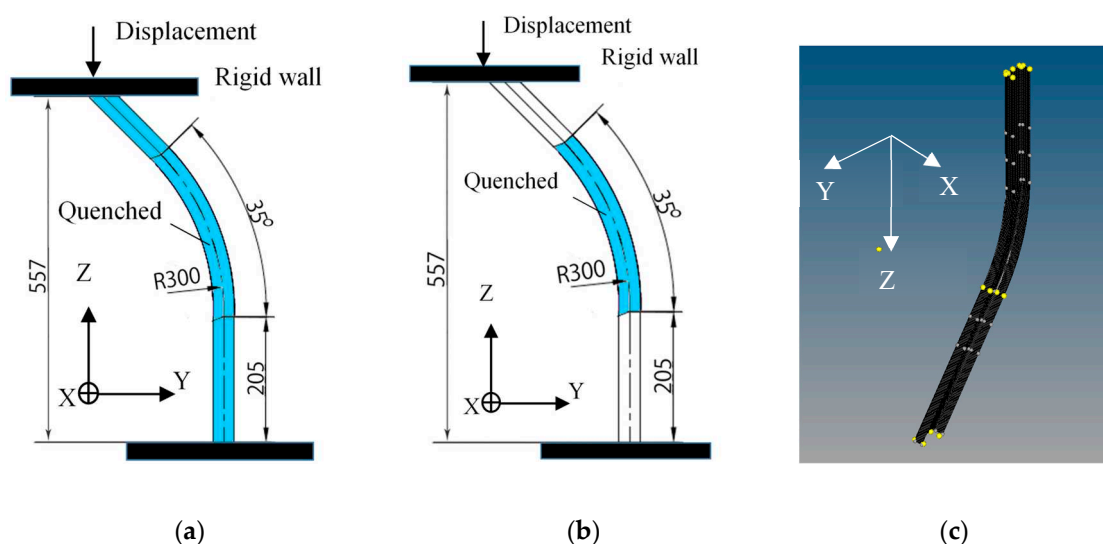 Displacement
Rigid wall
Quenched
35°
557
R300
205
Z
X
Y
Displacement
Rigid wall
Quenched
35°
557
R300
205
Z
X
Y
Y
X
Z
(a)
(b)
(c)